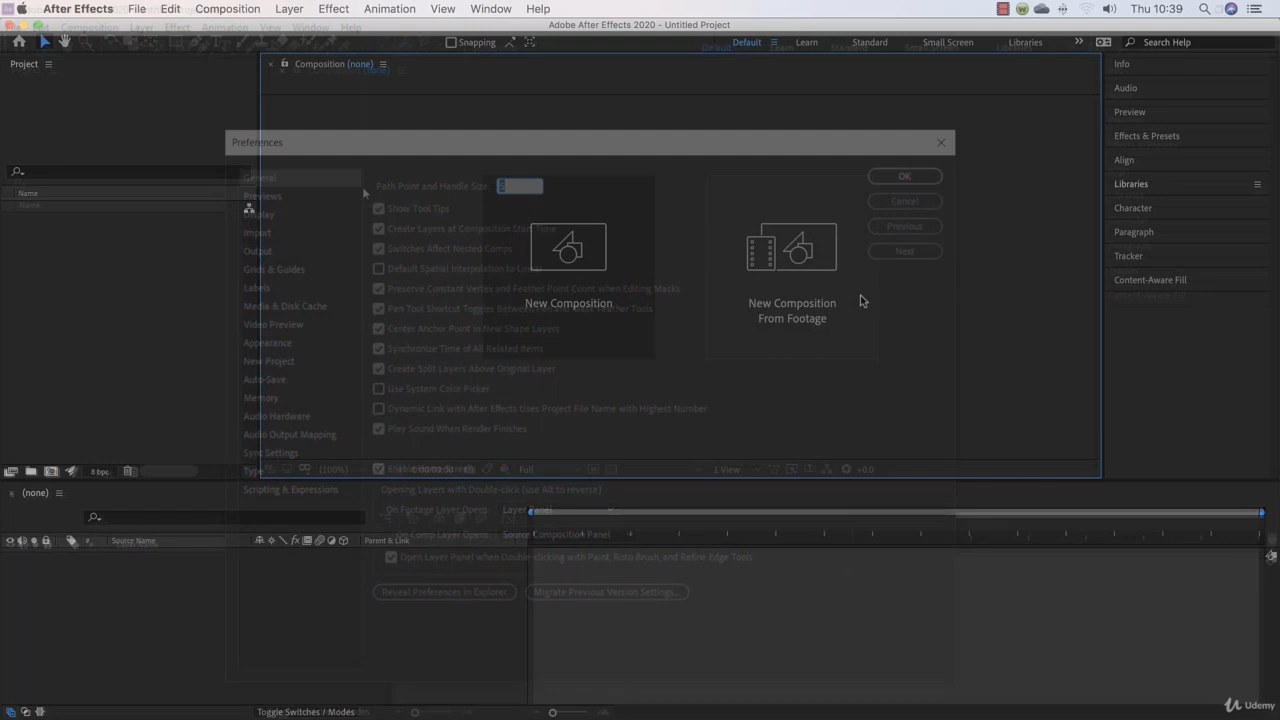 After Effects File Edit Composition Layer Effect Animation View Window Help Thu 10:39
Adobe After Effects 2020 - Untitled Project
Snapping Default Learn Standard Small Screen Libraries Search Help
Project Composition (none) Info
Audio
Preview
Effects & Presets
Align
Libraries
Character
Paragraph
Tracker
Content-Aware Fill
Name
Name
Preferences
General
Previews
Display
Import
Output
Grids & Guides
Labels
Media & Disk Cache
Video Preview
Appearance
New Project
Auto-Save
Memory
Audio Hardware
Audio Output Mapping
Sync Settings
Type
Scripting & Expressions
Path Point and Handle Size:
Show Tool Tips
Create Layers at Composition Start Time
Switches Affect Nested Comps
Default Spatial Interpolation to Linear
Preserve Constant Vertex and Feather Point Count when Editing Masks
Pen Tool Shortcut Toggles Between Pen and Mask Feather Tools
Center Anchor Point in New Shape Layers
Synchronize Time of All Related Items
Create Split Layers Above Original Layer
Use System Color Picker
Dynamic Link with After Effects Uses Project File Name with Highest Number
Play Sound When Render Finishes
Opening Layers with Double-click (use Alt to reverse)
On Footage Layer Opens: Layer Panel
On Comp Layer Opens: Source Composition Panel
Open Layer Panel when Double-clicking with Paint, Roto Brush, and Refine Edge Tools
Reveal Preferences in Explorer Migrate Previous Version Settings...
OK
Cancel
Previous
Next
New Composition
New Composition
From Footage
8 bpc (100%) Full 1 View +0.0
(none)
# Source Name fx Parent & Link
Toggle Switches / Modes
Udemy